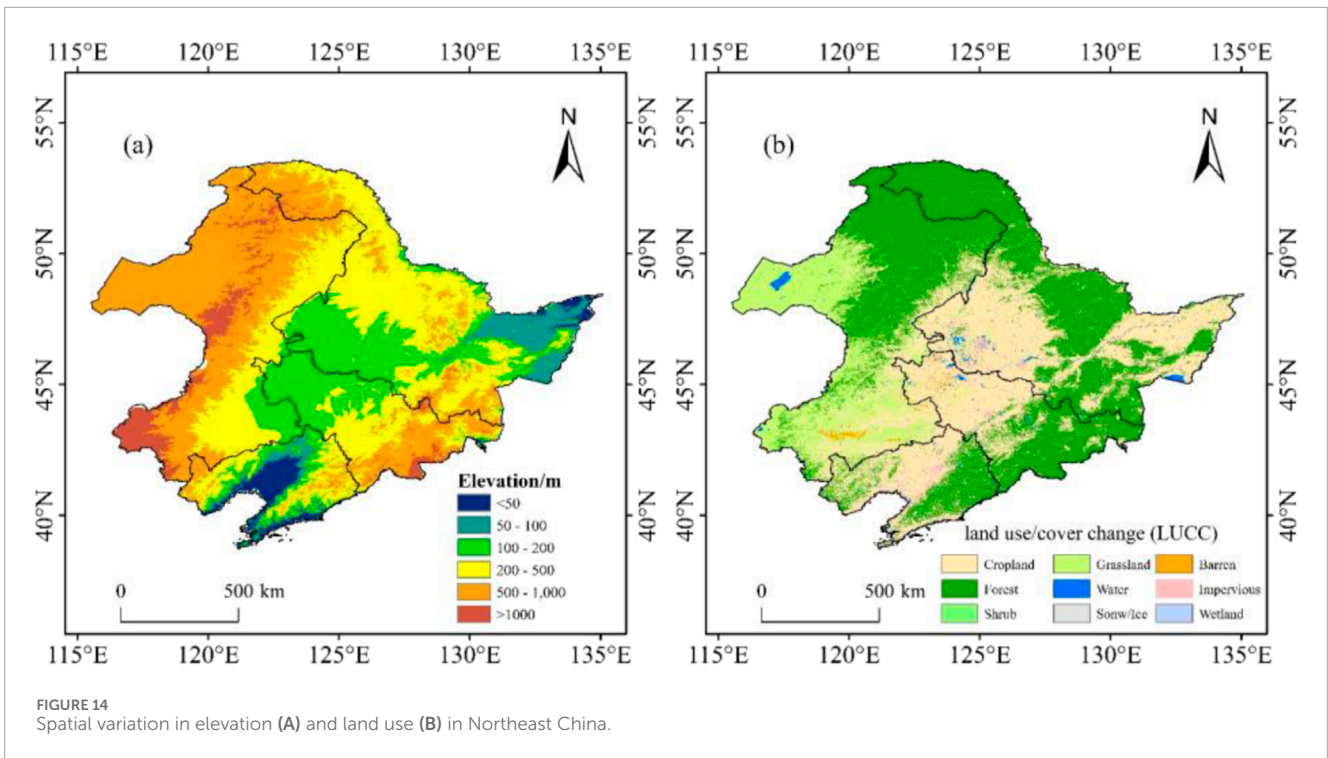 115°E 120°E 125°E 130°E 135°E
115°E 120°E 125°E 130°E 135°E
55°N
50°N
45°N
40°N
(a)
N
Elevation/m
<50
50 - 100
100 - 200
200 - 500
500 - 1,000
>1000
0 500 km
55°N
50°N
45°N
40°N
115°E 120°E 125°E 130°E 135°E
(b)
N
land use/cover change (LUCC)
Cropland Grassland Barren
Forest Water Impervious
Shrub Sonw/Ice Wetland
0 500 km
55°N
50°N
45°N
40°N
115°E 120°E 125°E 130°E 135°E
FIGURE 14
Spatial variation in elevation (A) and land use (B) in Northeast China.